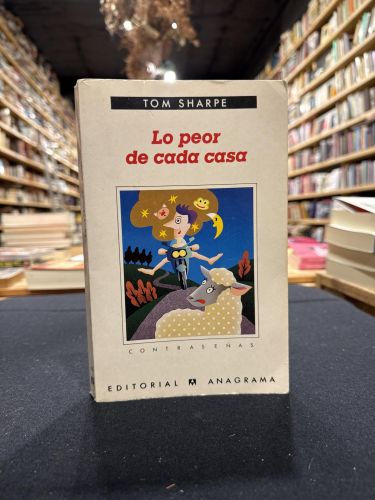 TOM SHARPE
Lo peor
de cada casa
CONTRASEÑAS
EDITORIAL ANAGRAMA